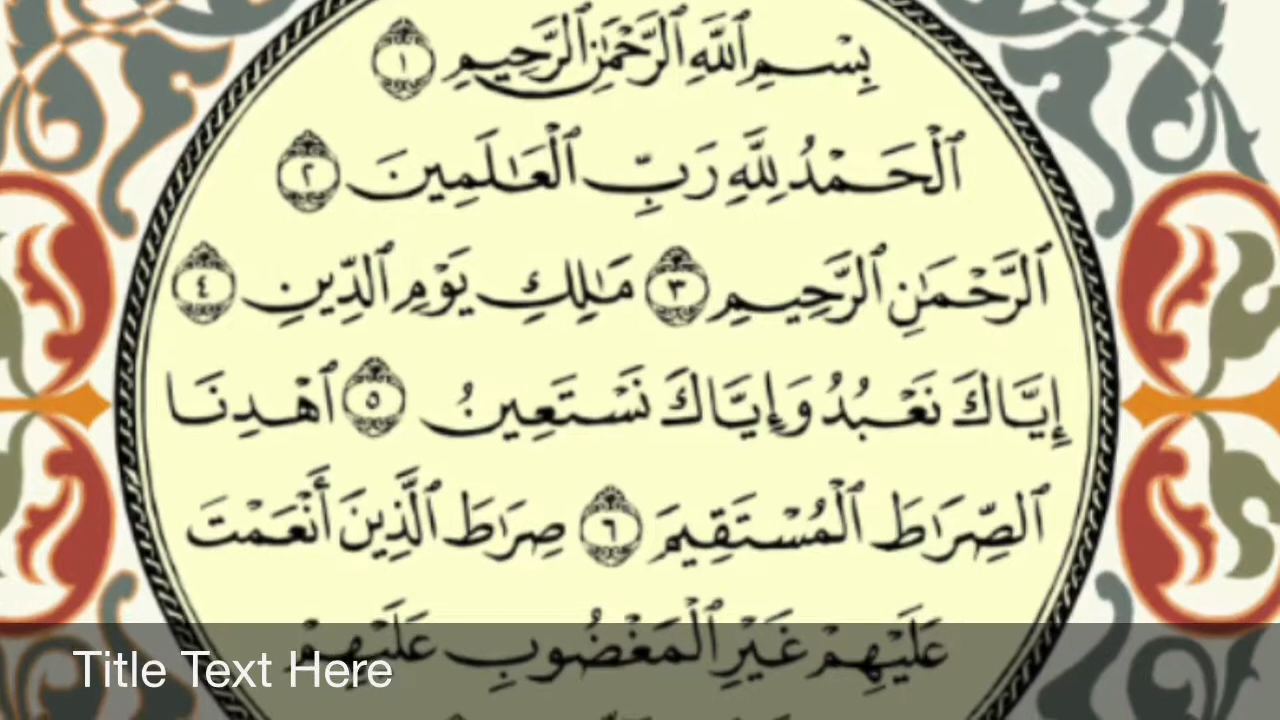 بِسْمِ ٱللَّهِ ٱلرَّحْمَٰنِ ٱلرَّحِيمِ ١
ٱلْحَمْدُ لِلَّهِ رَبِّ ٱلْعَٰلَمِينَ ٢
ٱلرَّحْمَٰنِ ٱلرَّحِيمِ ٣ مَٰلِكِ يَوْمِ ٱلدِّينِ ٤
إِيَّاكَ نَعْبُدُ وَإِيَّاكَ نَسْتَعِينُ ٥ ٱهْدِنَا
ٱلصِّرَٰطَ ٱلْمُسْتَقِيمَ ٦ صِرَٰطَ ٱلَّذِينَ أَنْعَمْتَ
عَلَيْهِمْ غَيْرِ ٱلْمَغْضُوبِ عَلَيْهِمْ
Title Text Here